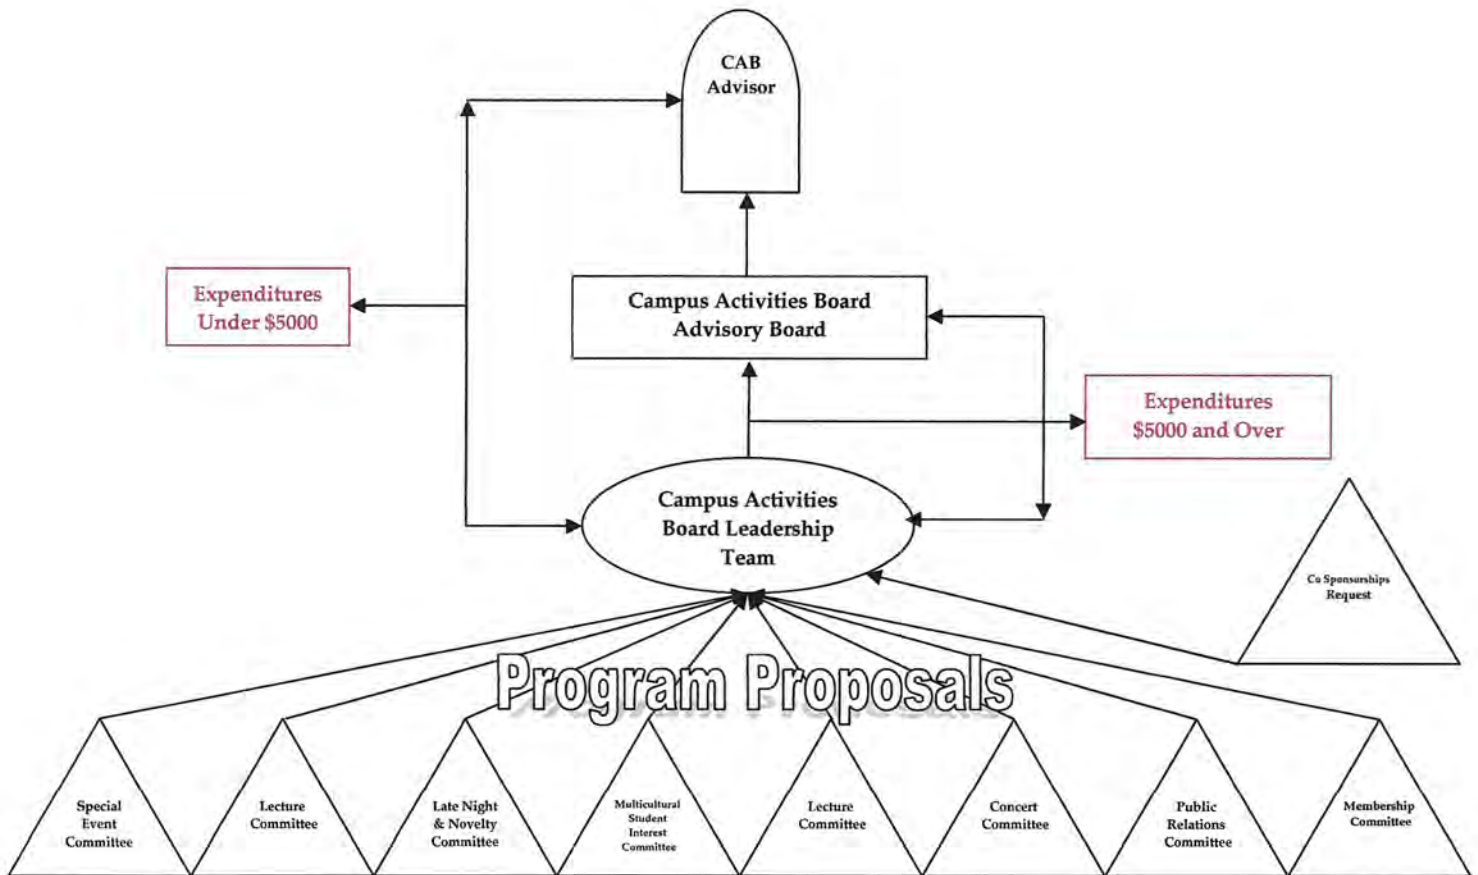 CAB
Advisor
Expenditures
Under $5000
Campus Activities Board
Advisory Board
Expenditures
$5000 and Over
Campus Activities
Board Leadership
Team
Co Sponsorships
Request
Program Proposals
Special
Event
Committee
Lecture
Committee
Late Night
& Novelty
Committee
Multicultural
Student
Interest
Committee
Lecture
Committee
Concert
Committee
Public
Relations
Committee
Membership
Committee